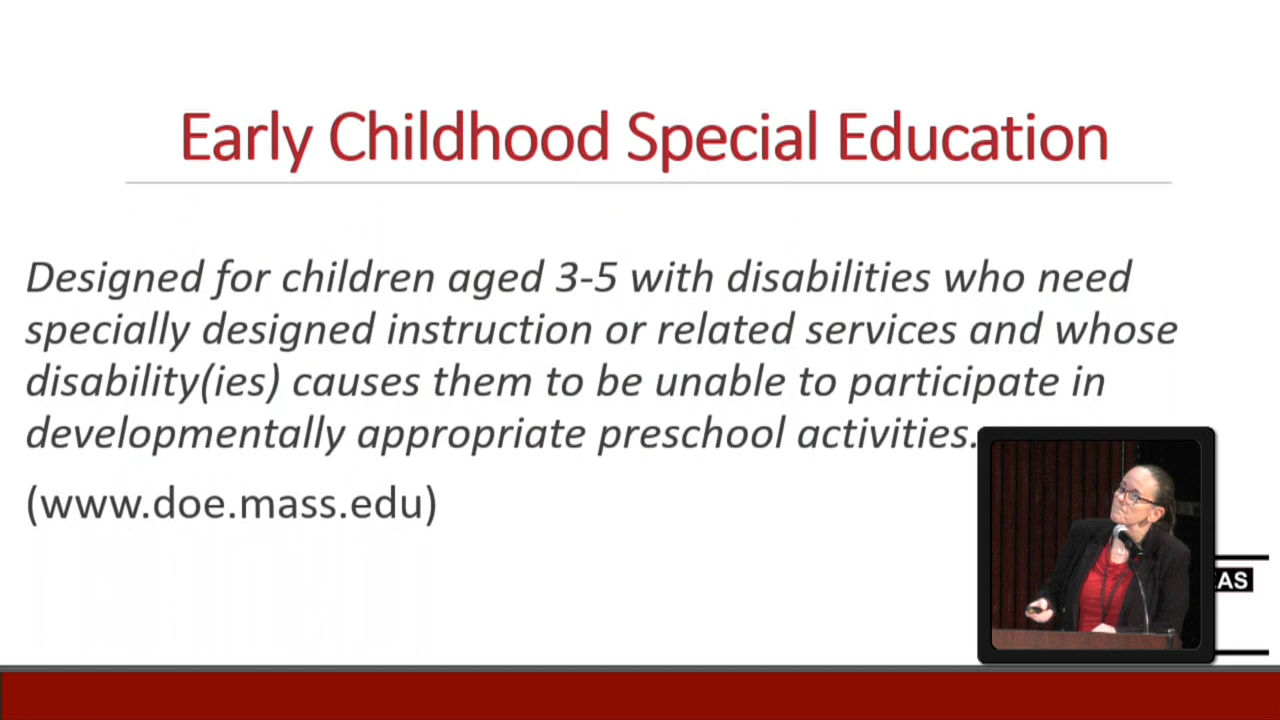 Early Childhood Special Education
Designed for children aged 3-5 with disabilities who need
specially designed instruction or related services and whose
disability(ies) causes them to be unable to participate in
developmentally appropriate preschool activities.
(www.doe.mass.edu)